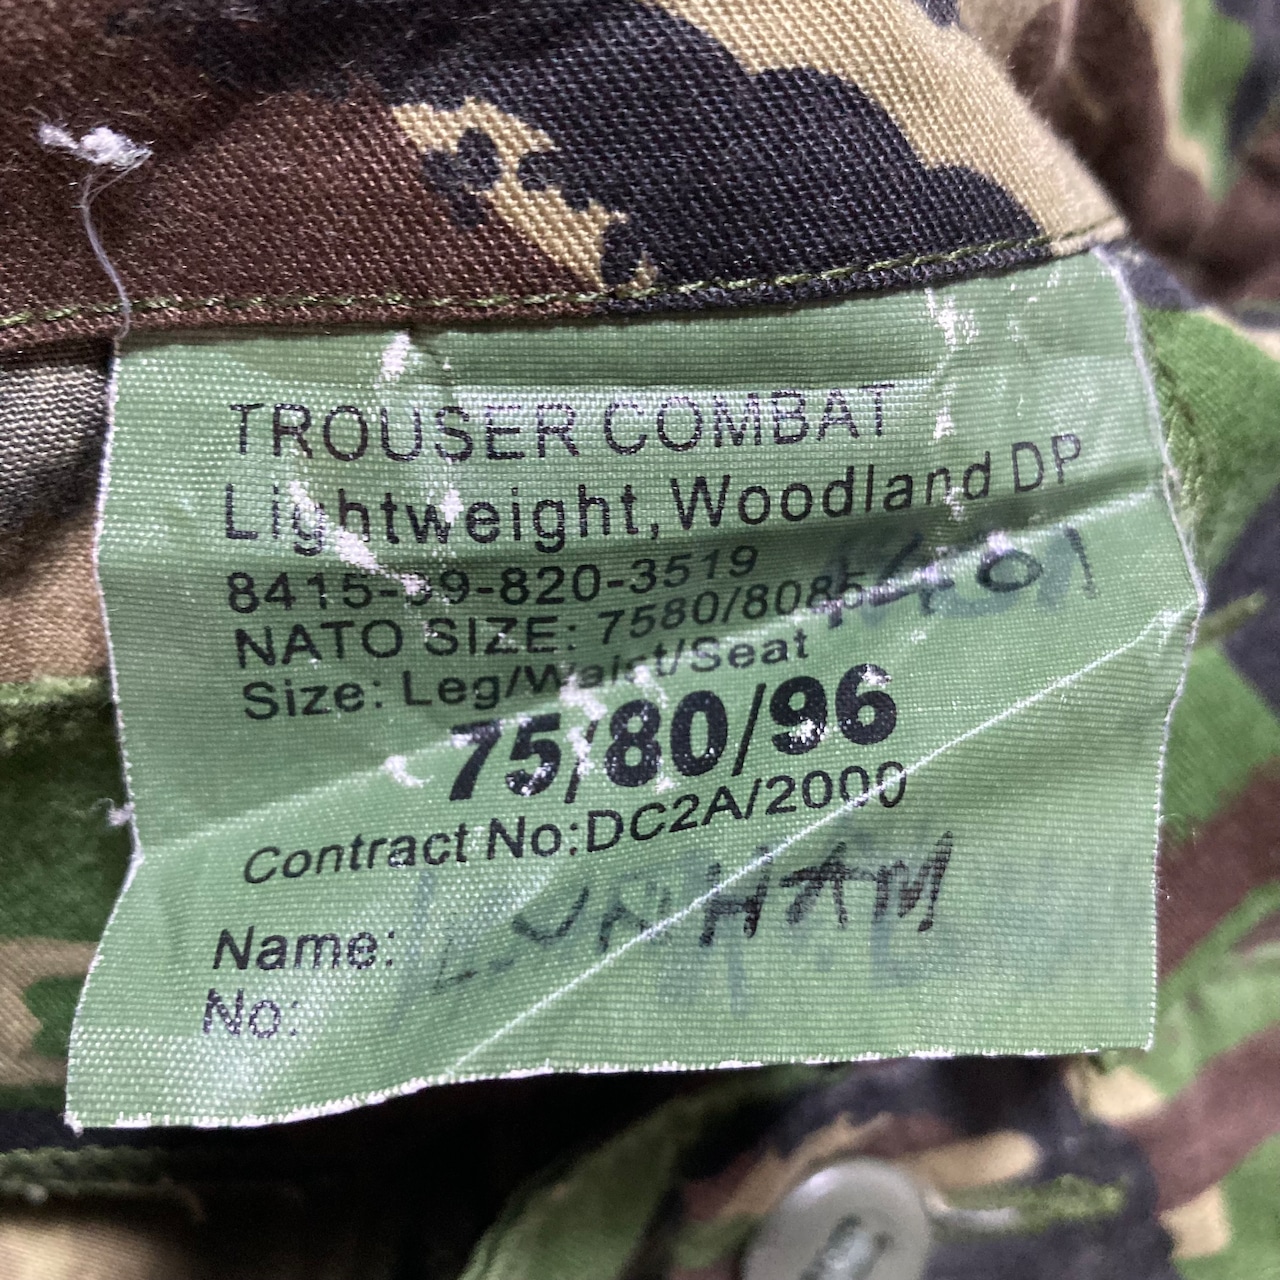 TROUSER COMBAT
Lightweight, Woodland DP
8415-99-820-3519
NATO SIZE: 7580/8085
Size: Leg/Waist/Seat
75/80/96
Contract No:DC2A/2000
Name:
No: